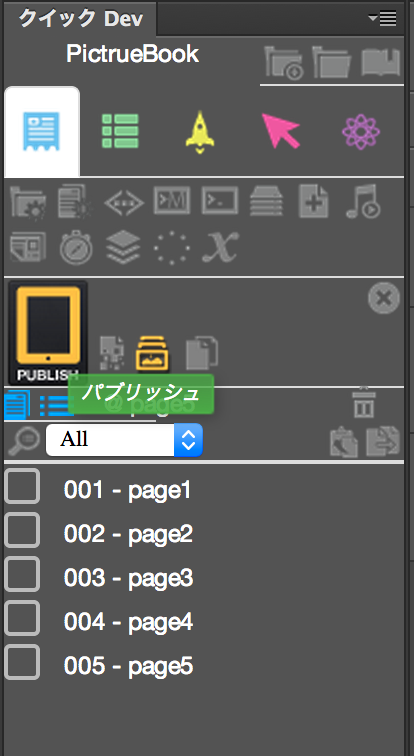 クイック Dev
PictrueBook
PUBLISH
パブリッシュ
@ page5
All
001 - page1
002 - page2
003 - page3
004 - page4
005 - page5